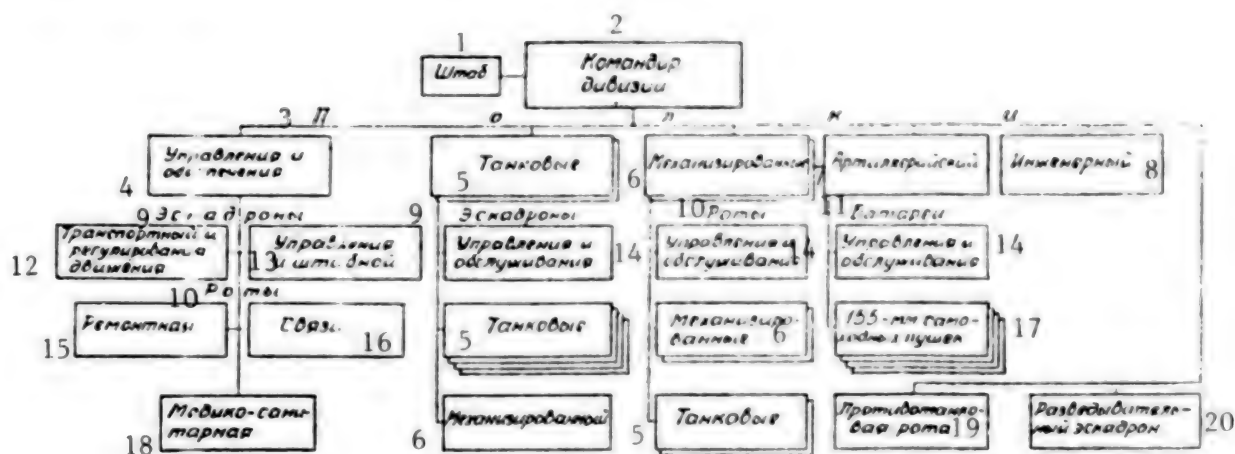 2
1
Командир
дивизии
Штаб
3 П о л к и
Управления и
4
Танковые
5
Механизированные
6
Артиллерийский
7
Инженерный
8
9 Эскадроны 9
Эскадроны
10 Роты
11 Батареи
12
Транспортный и
регулирования
движения
13
Управления
и штабной
Управления и
обслуживания
14
Управления и
обслуживания
4
Управления и
обслуживания
14
10 Роты
15
Ремонтная
Связи
16
5
Танковые
Механизиро-
ванные
6
155-мм само-
ходных пушек
17
18
Медико-сани-
тарная
6
Механизированный
5
Танковые
Противотанко-
вая рота
19
Разведыватель-
ный эскадрон
20